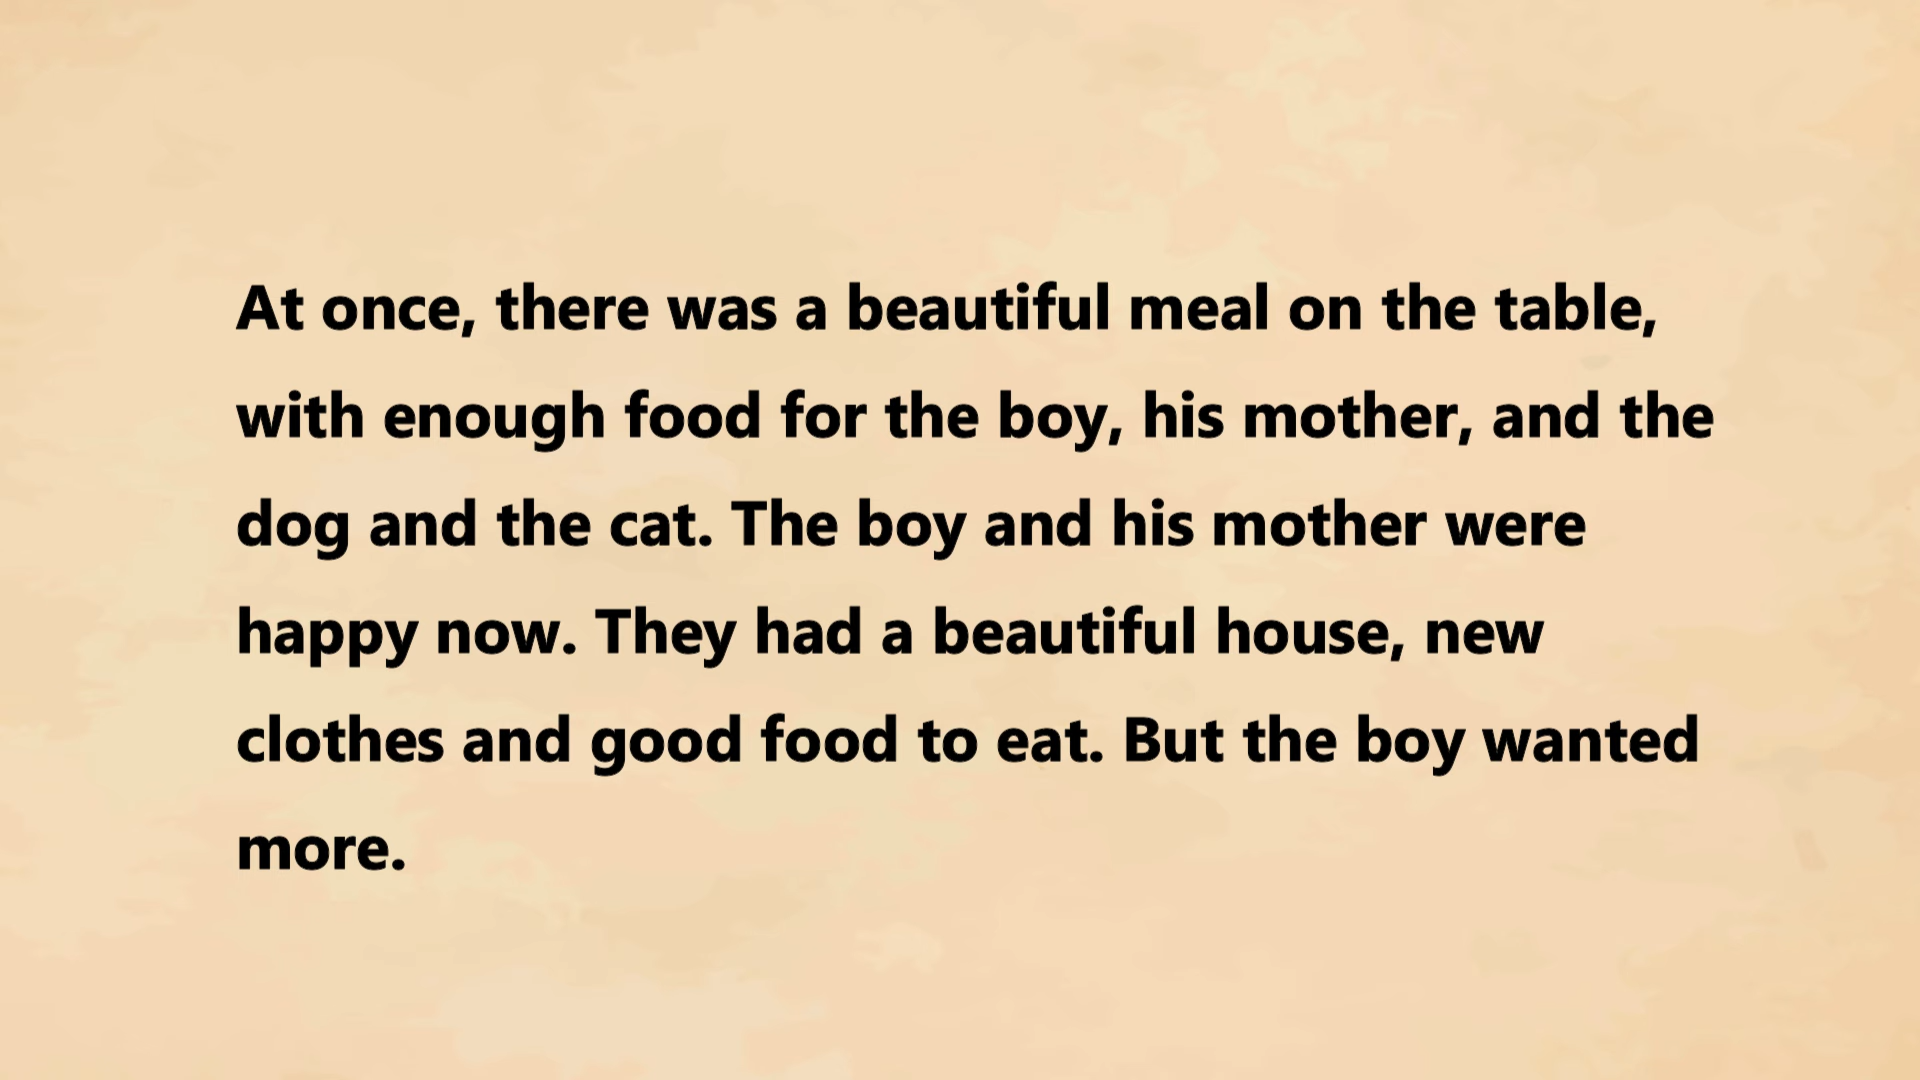 At once, there was a beautiful meal on the table,
with enough food for the boy, his mother, and the
dog and the cat. The boy and his mother were
happy now. They had a beautiful house, new
clothes and good food to eat. But the boy wanted
more.